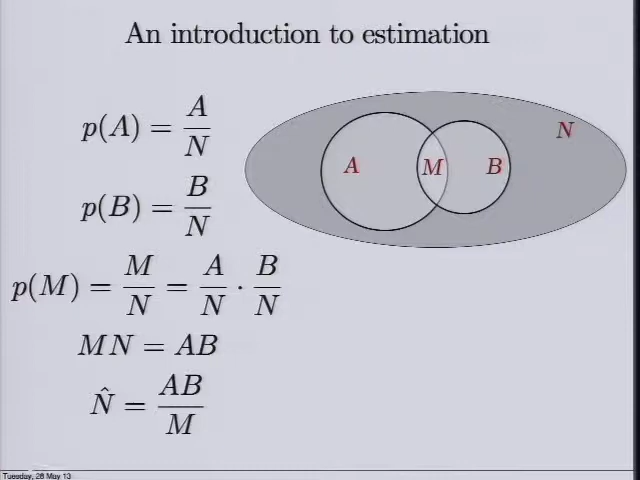 An introduction to estimation
p(A) = A/N
p(B) = B/N
p(M) = M/N = A/N · B/N
MN = AB
N̂ = AB/M
A
M
B
N
Tuesday, 28 May 13